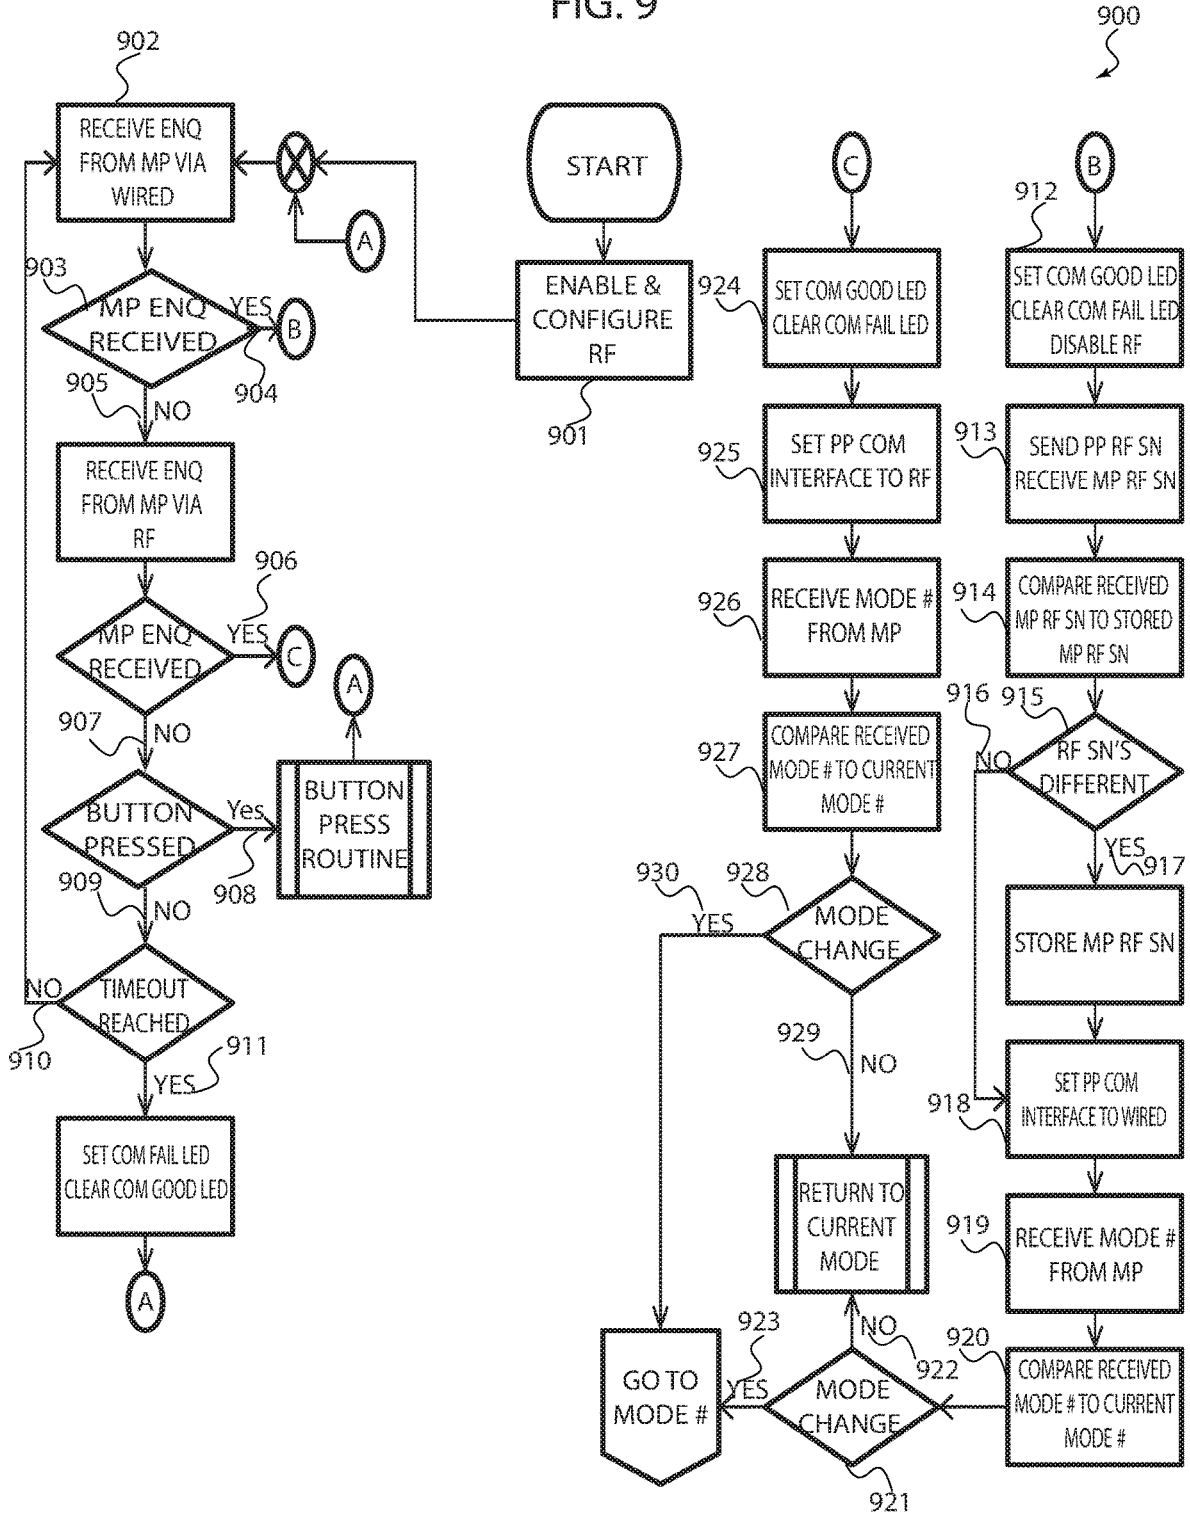 FIG. 9
900
902
RECEIVE ENQ
FROM MP VIA
WIRED
A
903
MP ENQ
RECEIVED
YES
B
904
905
NO
RECEIVE ENQ
FROM MP VIA
RF
906
MP ENQ
RECEIVED
YES
C
907
NO
A
BUTTON
PRESSED
Yes
908
BUTTON
PRESS
ROUTINE
909
NO
TIMEOUT
REACHED
NO
910
911
YES
SET COM FAIL LED
CLEAR COM GOOD LED
A
START
ENABLE &
CONFIGURE
RF
901
C
924
SET COM GOOD LED
CLEAR COM FAIL LED
925
SET PP COM
INTERFACE TO RF
926
RECEIVE MODE #
FROM MP
927
COMPARE RECEIVED
MODE # TO CURRENT
MODE #
930
YES
928
MODE
CHANGE
929
NO
RETURN TO
CURRENT
MODE
B
912
SET COM GOOD LED
CLEAR COM FAIL LED
DISABLE RF
913
SEND PP RF SN
RECEIVE MP RF SN
914
COMPARE RECEIVED
MP RF SN TO STORED
MP RF SN
916
915
NO
RF SN'S
DIFFERENT
YES
917
STORE MP RF SN
918
SET PP COM
INTERFACE TO WIRED
919
RECEIVE MODE #
FROM MP
920
COMPARE RECEIVED
MODE # TO CURRENT
MODE #
NO
922
MODE
CHANGE
921
923
YES
GO TO
MODE #